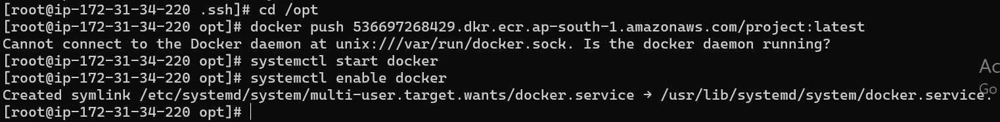 [root@ip-172-31-34-220 .ssh]# cd /opt
[root@ip-172-31-34-220 opt]# docker push 536697268429.dkr.ecr.ap-south-1.amazonaws.com/project:latest
Cannot connect to the Docker daemon at unix:///var/run/docker.sock. Is the docker daemon running?
[root@ip-172-31-34-220 opt]# systemctl start docker
[root@ip-172-31-34-220 opt]# systemctl enable docker
Created symlink /etc/systemd/system/multi-user.target.wants/docker.service → /usr/lib/systemd/system/docker.service.
[root@ip-172-31-34-220 opt]#
Ac
Go